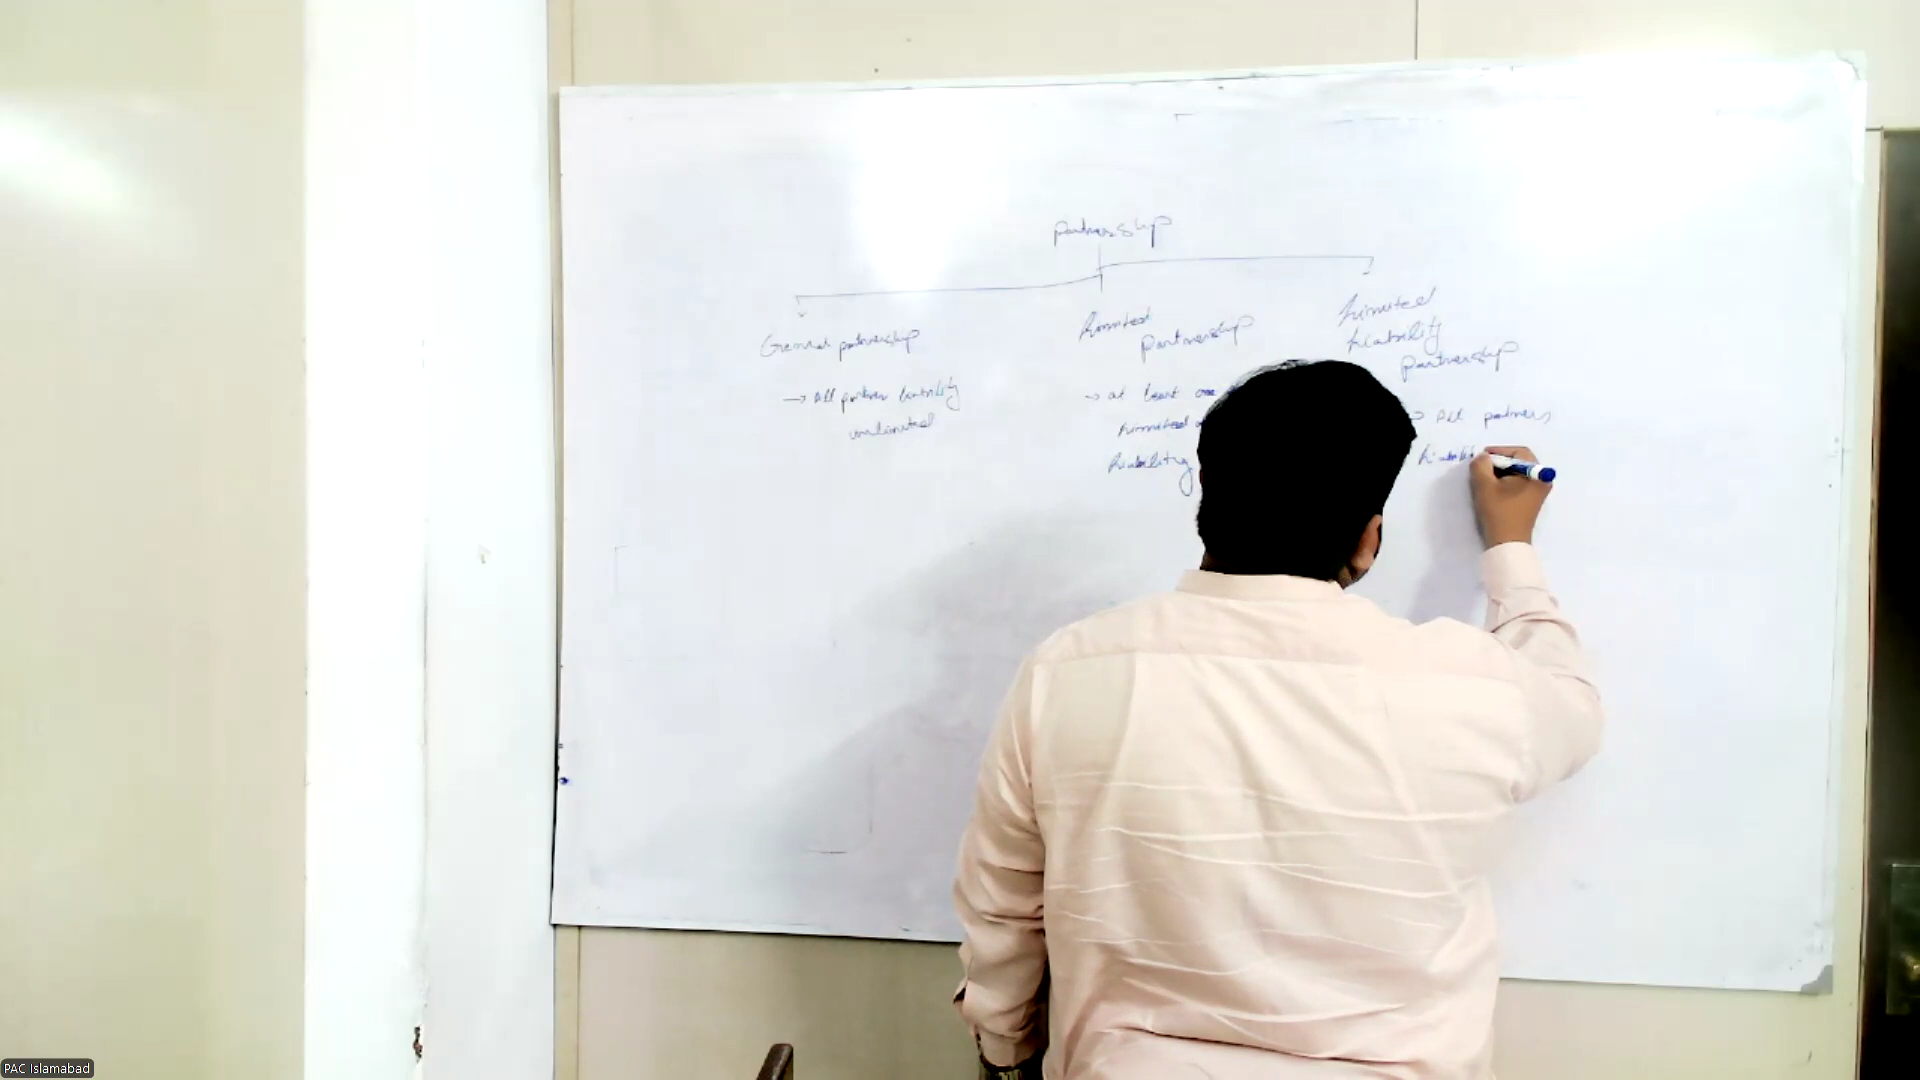 partnership
General partnership
→ All partner liability
unlimited
Limited
partnership
→ at least one
limited
liability
Limited
Liability
partnership
→ All partners
PAC Islamabad